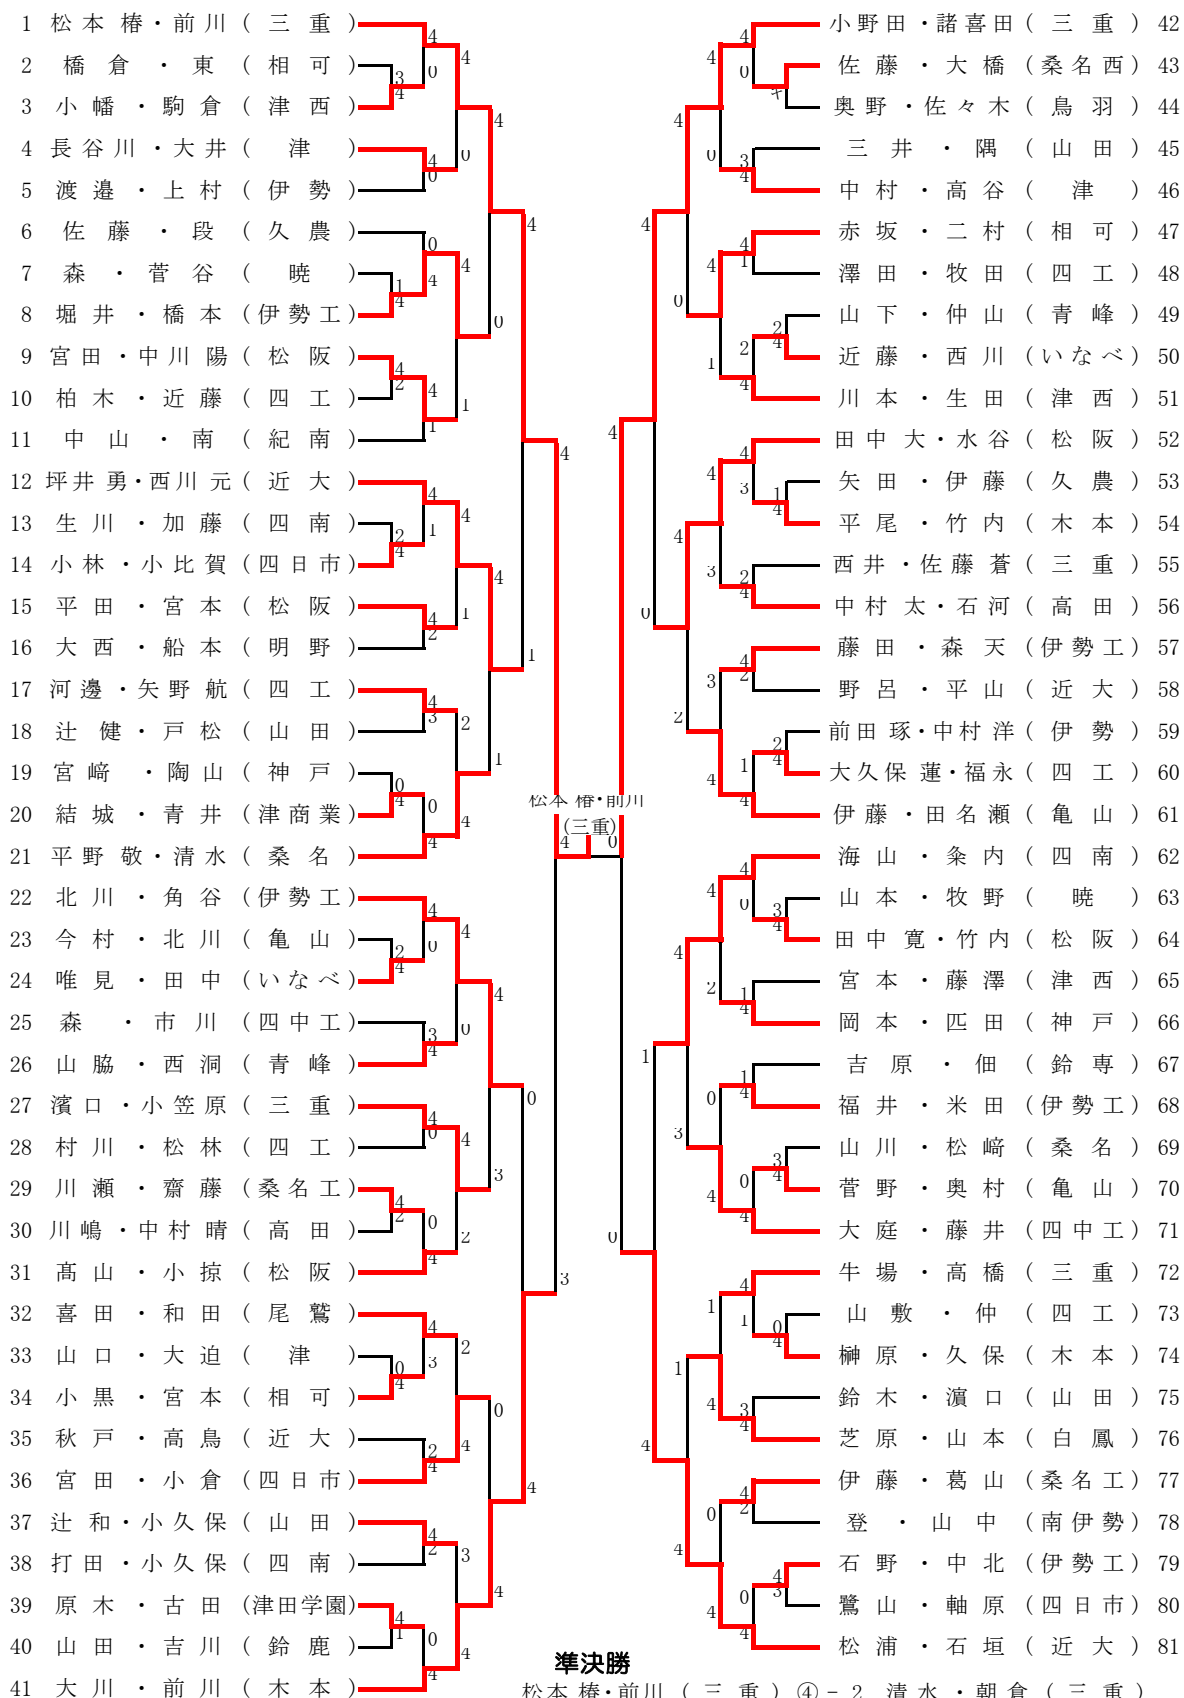 1 松本 椿・前川 ( 三重 )
2 橋倉・東 ( 相可 )
3 小幡・駒倉 ( 津西 )
4 長谷川・大井 ( 津 )
5 渡邉・上村 ( 伊勢 )
6 佐藤・段 ( 久農 )
7 森・菅谷 ( 暁 )
8 堀井・橋本 (伊勢工)
9 宮田・中川陽 ( 松阪 )
10 柏木・近藤 ( 四工 )
11 中山・南 ( 紀南 )
12 坪井 勇・西川 元 ( 近大 )
13 生川・加藤 ( 四南 )
14 小林・小比賀 (四日市)
15 平田・宮本 ( 松阪 )
16 大西・船本 ( 明野 )
17 河邊・矢野航 ( 四工 )
18 辻 健・戸松 ( 山田 )
19 宮﨑・陶山 ( 神戸 )
20 結城・青井 (津商業)
21 平野 敬・清水 ( 桑名 )
22 北川・角谷 (伊勢工)
23 今村・北川 ( 亀山 )
24 唯見・田中 (いなべ)
25 森・市川 (四中工)
26 山脇・西洞 ( 青峰 )
27 濱口・小笠原 ( 三重 )
28 村川・松林 ( 四工 )
29 川瀬・齋藤 (桑名工)
30 川嶋・中村晴 ( 高田 )
31 髙山・小掠 ( 松阪 )
32 喜田・和田 ( 尾鷲 )
33 山口・大迫 ( 津 )
34 小黒・宮本 ( 相可 )
35 秋戸・高鳥 ( 近大 )
36 宮田・小倉 (四日市)
37 辻 和・小久保 ( 山田 )
38 打田・小久保 ( 四南 )
39 原木・古田 (津田学園)
40 山田・吉川 ( 鈴鹿 )
41 大川・前川 ( 木本 )
松本 椿・前川
(三重)
4 0
小野田・諸喜田 ( 三重 ) 42
佐藤・大橋 (桑名西) 43
奥野・佐々木 ( 鳥羽 ) 44
三井・隅 ( 山田 ) 45
中村・高谷 ( 津 ) 46
赤坂・二村 ( 相可 ) 47
澤田・牧田 ( 四工 ) 48
山下・仲山 ( 青峰 ) 49
近藤・西川 (いなべ) 50
川本・生田 ( 津西 ) 51
田中 大・水谷 ( 松阪 ) 52
矢田・伊藤 ( 久農 ) 53
平尾・竹内 ( 木本 ) 54
西井・佐藤蒼 ( 三重 ) 55
中村 太・石河 ( 高田 ) 56
藤田・森天 (伊勢工) 57
野呂・平山 ( 近大 ) 58
前田 琢・中村 洋 ( 伊勢 ) 59
大久保 蓮・福永 ( 四工 ) 60
伊藤・田名瀬 ( 亀山 ) 61
海山・粂内 ( 四南 ) 62
山本・牧野 ( 暁 ) 63
田中 寛・竹内 ( 松阪 ) 64
宮本・藤澤 ( 津西 ) 65
岡本・匹田 ( 神戸 ) 66
吉原・佃 ( 鈴専 ) 67
福井・米田 (伊勢工) 68
山川・松﨑 ( 桑名 ) 69
菅野・奥村 ( 亀山 ) 70
大庭・藤井 (四中工) 71
牛場・高橋 ( 三重 ) 72
山敷・仲 ( 四工 ) 73
榊原・久保 ( 木本 ) 74
鈴木・濵口 ( 山田 ) 75
芝原・山本 ( 白鳳 ) 76
伊藤・葛山 (桑名工) 77
登・山中 (南伊勢) 78
石野・中北 (伊勢工) 79
鷺山・軸原 (四日市) 80
松浦・石垣 ( 近大 ) 81
準決勝
松本 椿・前川 ( 三重 ) ④ - 2 清水・朝倉 ( 三重 )